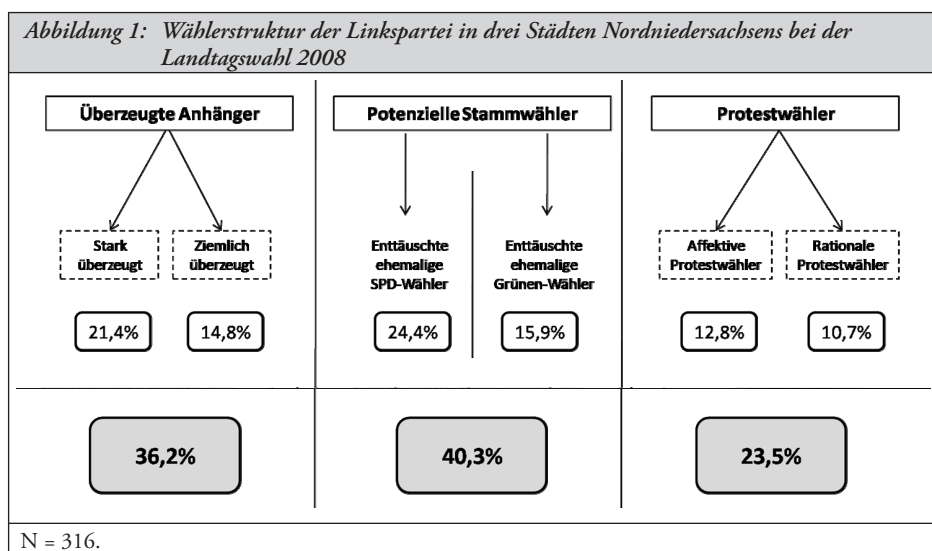 Abbildung 1: Wählerstruktur der Linkspartei in drei Städten Nordniedersachsens bei der
Landtagswahl 2008
Überzeugte Anhänger
Stark
überzeugt
Ziemlich
überzeugt
21,4%
14,8%
36,2%
Potenzielle Stammwähler
Enttäuschte
ehemalige
SPD-Wähler
Enttäuschte
ehemalige
Grünen-Wähler
24,4%
15,9%
40,3%
Protestwähler
Affektive
Protestwähler
Rationale
Protestwähler
12,8%
10,7%
23,5%
N = 316.